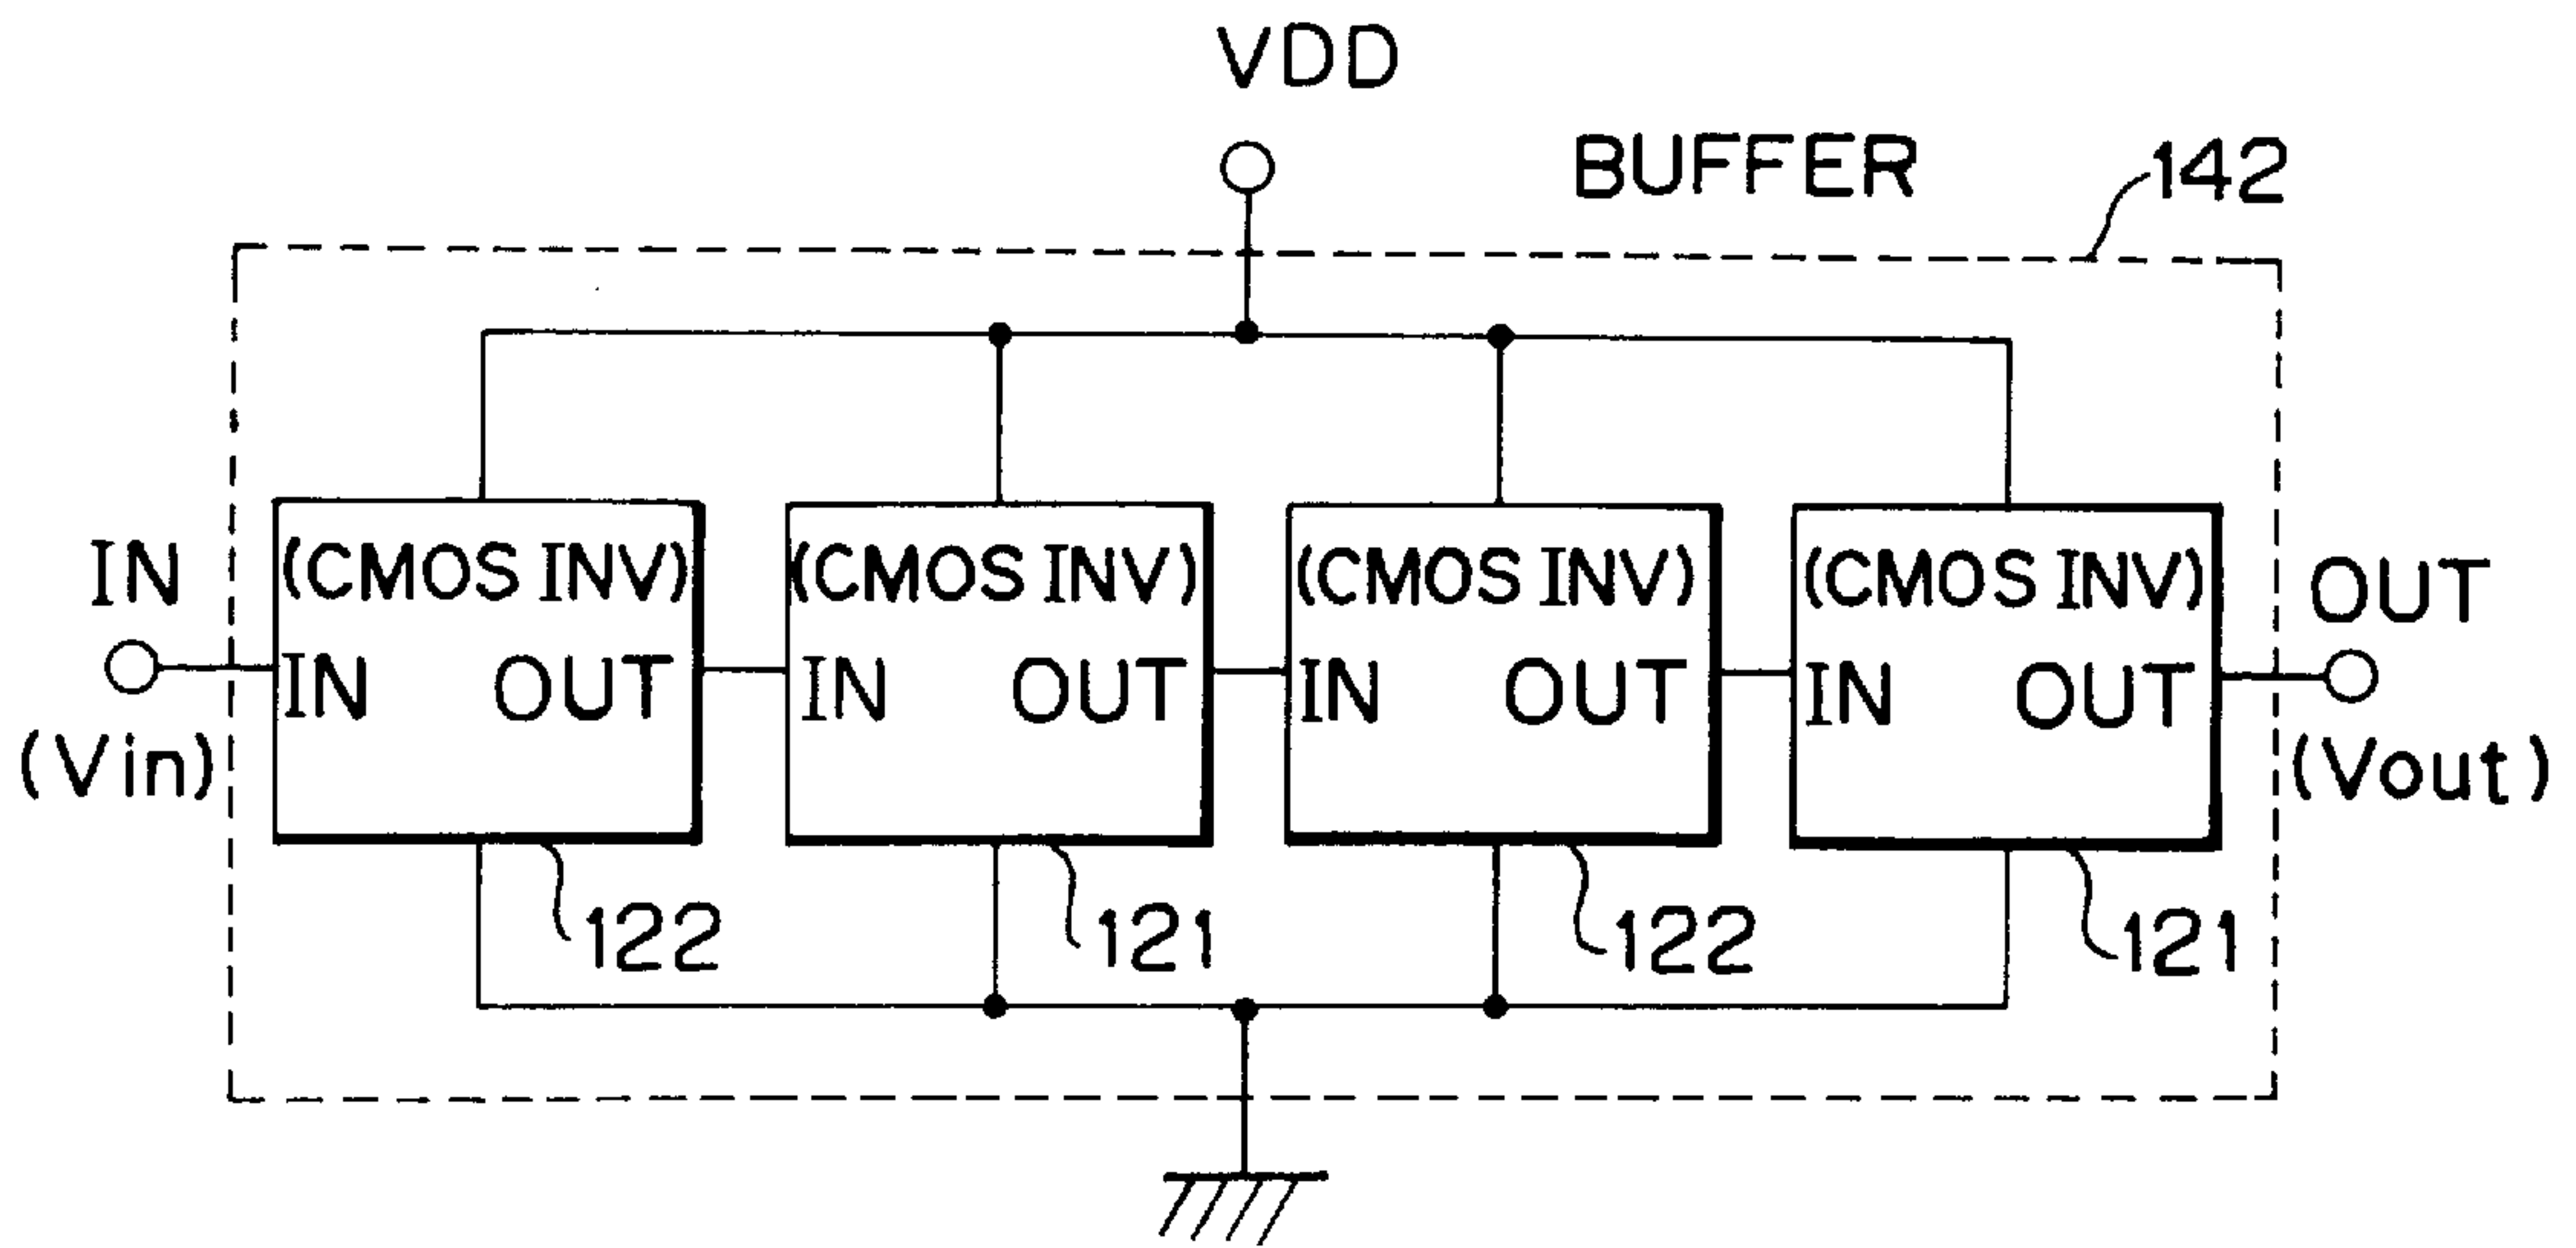 VDD
BUFFER
142
IN
(CMOS INV)
(CMOS INV)
(CMOS INV)
(CMOS INV)
OUT
IN OUT
IN OUT
IN OUT
IN OUT
(Vin)
(Vout)
122
121
122
121